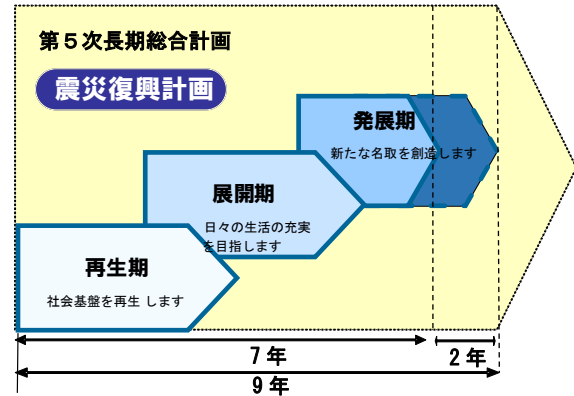 第５次長期総合計画
震災復興計画
発展期
新たな名取を創造します
展開期
日々の生活の充実
を目指します
再生期
社会基盤を再生 します
7 年
2 年
9 年